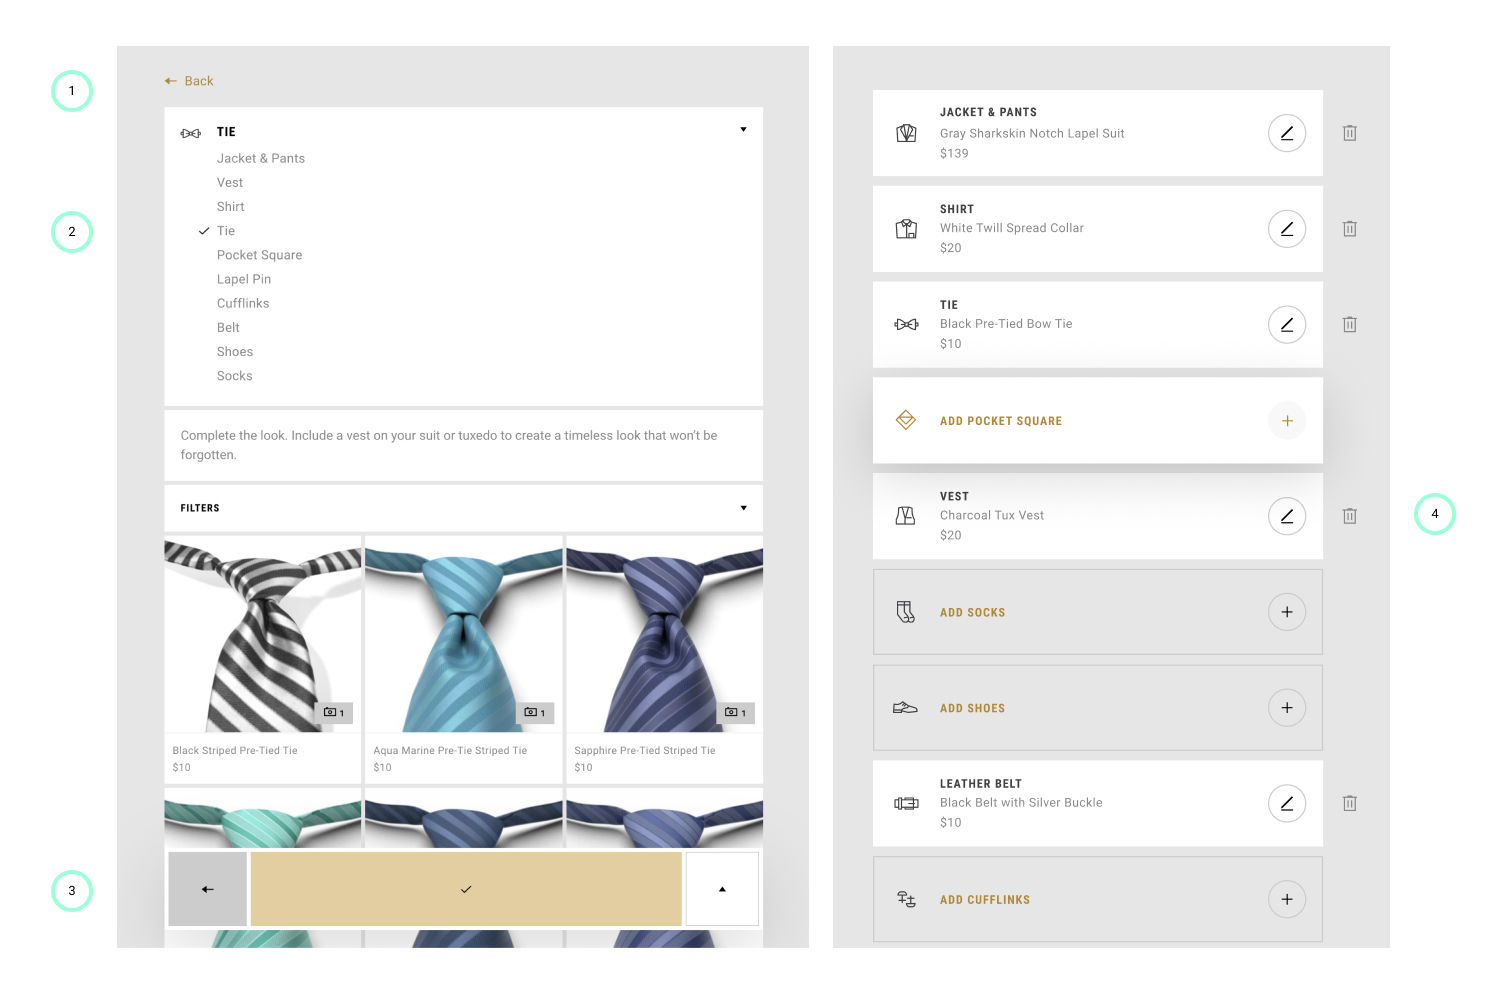 1
Back
TIE
Jacket & Pants
Vest
Shirt
2
Tie
Pocket Square
Lapel Pin
Cufflinks
Belt
Shoes
Socks
Complete the look. Include a vest on your suit or tuxedo to create a timeless look that won't be
forgotten.
FILTERS
1
1
1
Black Striped Pre-Tied Tie
$10
Aqua Marine Pre-Tie Striped Tie
$10
Sapphire Pre-Tied Striped Tie
$10
3
JACKET & PANTS
Gray Sharkskin Notch Lapel Suit
$139
SHIRT
White Twill Spread Collar
$20
TIE
Black Pre-Tied Bow Tie
$10
ADD POCKET SQUARE
VEST
Charcoal Tux Vest
$20
4
ADD SOCKS
ADD SHOES
LEATHER BELT
Black Belt with Silver Buckle
$10
ADD CUFFLINKS